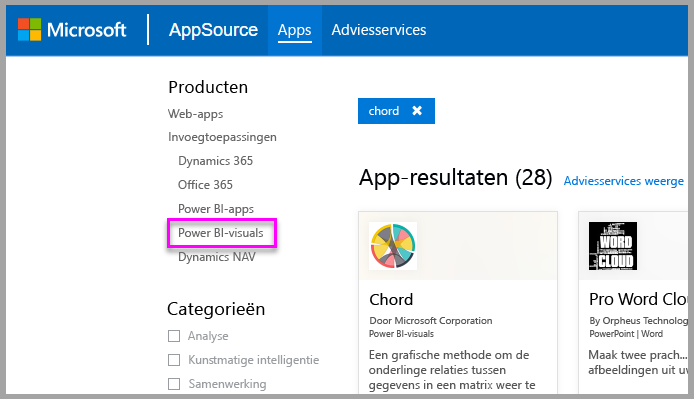 Microsoft AppSource Apps Adviesservices
Producten
Web-apps
Invoegtoepassingen
Dynamics 365
Office 365
Power BI-apps
Power BI-visuals
Dynamics NAV
Categorieën
Analyse
Kunstmatige intelligentie
Samenwerking
chord ✖
App-resultaten (28) Adviesservices weerge
Chord
Door Microsoft Corporation
Power BI-visuals
Een grafische methode om de
onderlinge relaties tussen
gegevens in een matrix weer te
WORD
CLOUD
Pro Word Clou
By Orpheus Technolog
PowerPoint | Word
Maak twee prach...
afbeeldingen uit uw